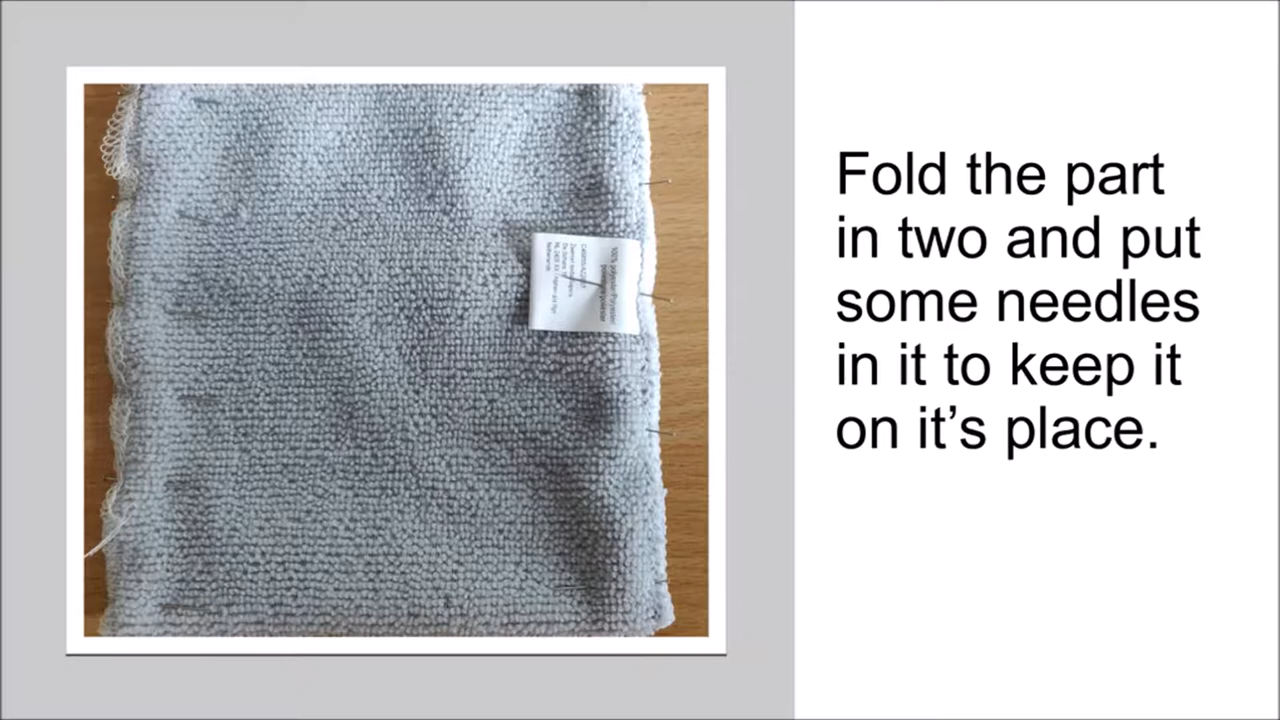 Fold the part
in two and put
some needles
in it to keep it
on it’s place.
100% polyester/Polyester